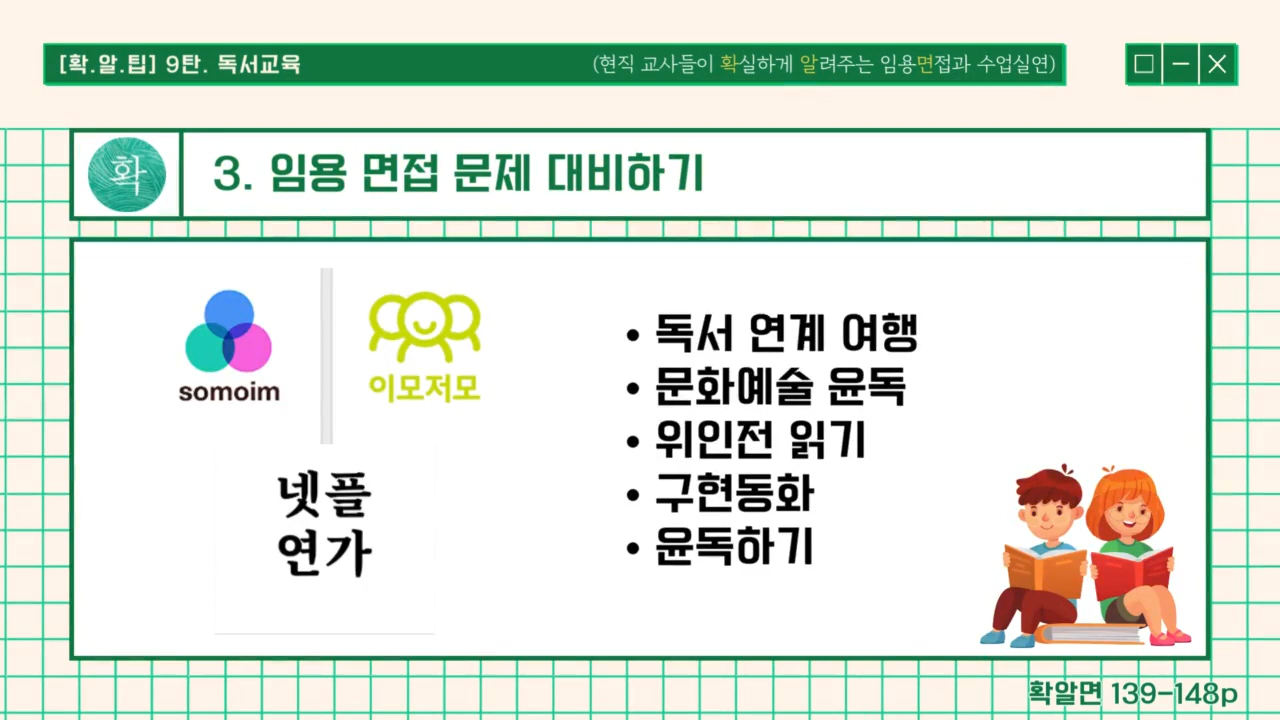 [확.알.팁] 9탄. 독서교육
(현직 교사들이 확실하게 알려주는 임용면접과 수업실연)
확
3. 임용 면접 문제 대비하기
somoim
이모저모
넷플
연가
• 독서 연계 여행
• 문화예술 윤독
• 위인전 읽기
• 구현동화
• 윤독하기
확알면 139-148p